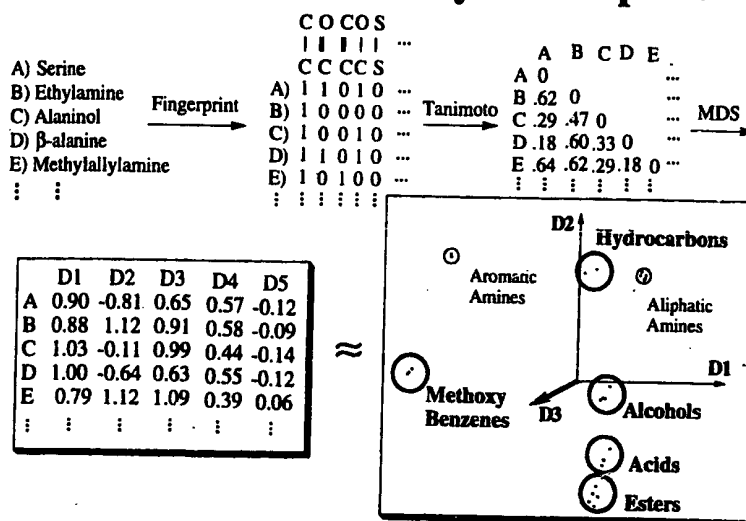 C O C O S
| | | | | ...
C C C C S
A) Serine
B) Ethylamine
C) Alaninol
D) β-alanine
E) Methylallylamine
⋮ ⋮
Fingerprint
A) 1 1 0 1 0 ...
B) 1 0 0 0 0 ...
C) 1 0 0 1 0 ...
D) 1 1 0 1 0 ...
E) 1 0 1 0 0 ...
⋮ ⋮ ⋮ ⋮ ⋮ ⋮
Tanimoto
A B C D E
A 0 ...
B .62 0 ...
C .29 .47 0 ...
D .18 .60 .33 0 ...
E .64 .62 .29 .18 0 ...
⋮ ⋮ ⋮ ⋮ ⋮ ⋮
MDS
D1 D2 D3 D4 D5
A 0.90 -0.81 0.65 0.57 -0.12
B 0.88 1.12 0.91 0.58 -0.09
C 1.03 -0.11 0.99 0.44 -0.14
D 1.00 -0.64 0.63 0.55 -0.12
E 0.79 1.12 1.09 0.39 0.06
⋮ ⋮ ⋮ ⋮ ⋮
≈
D2
Hydrocarbons
Aromatic
Amines
Aliphatic
Amines
D1
Methoxy
Benzenes
D3
Alcohols
Acids
Esters